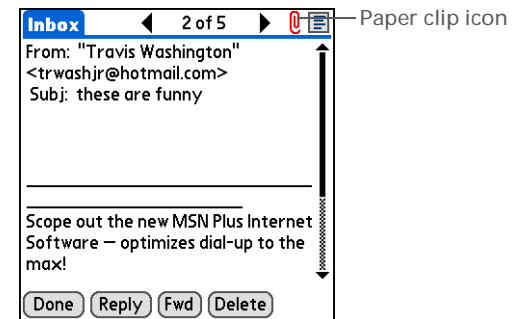 Inbox 2 of 5 Paper clip icon
From: "Travis Washington"
<trwashjr@hotmail.com>
Subj: these are funny
Scope out the new MSN Plus Internet
Software — optimizes dial-up to the
max!
Done Reply Fwd Delete